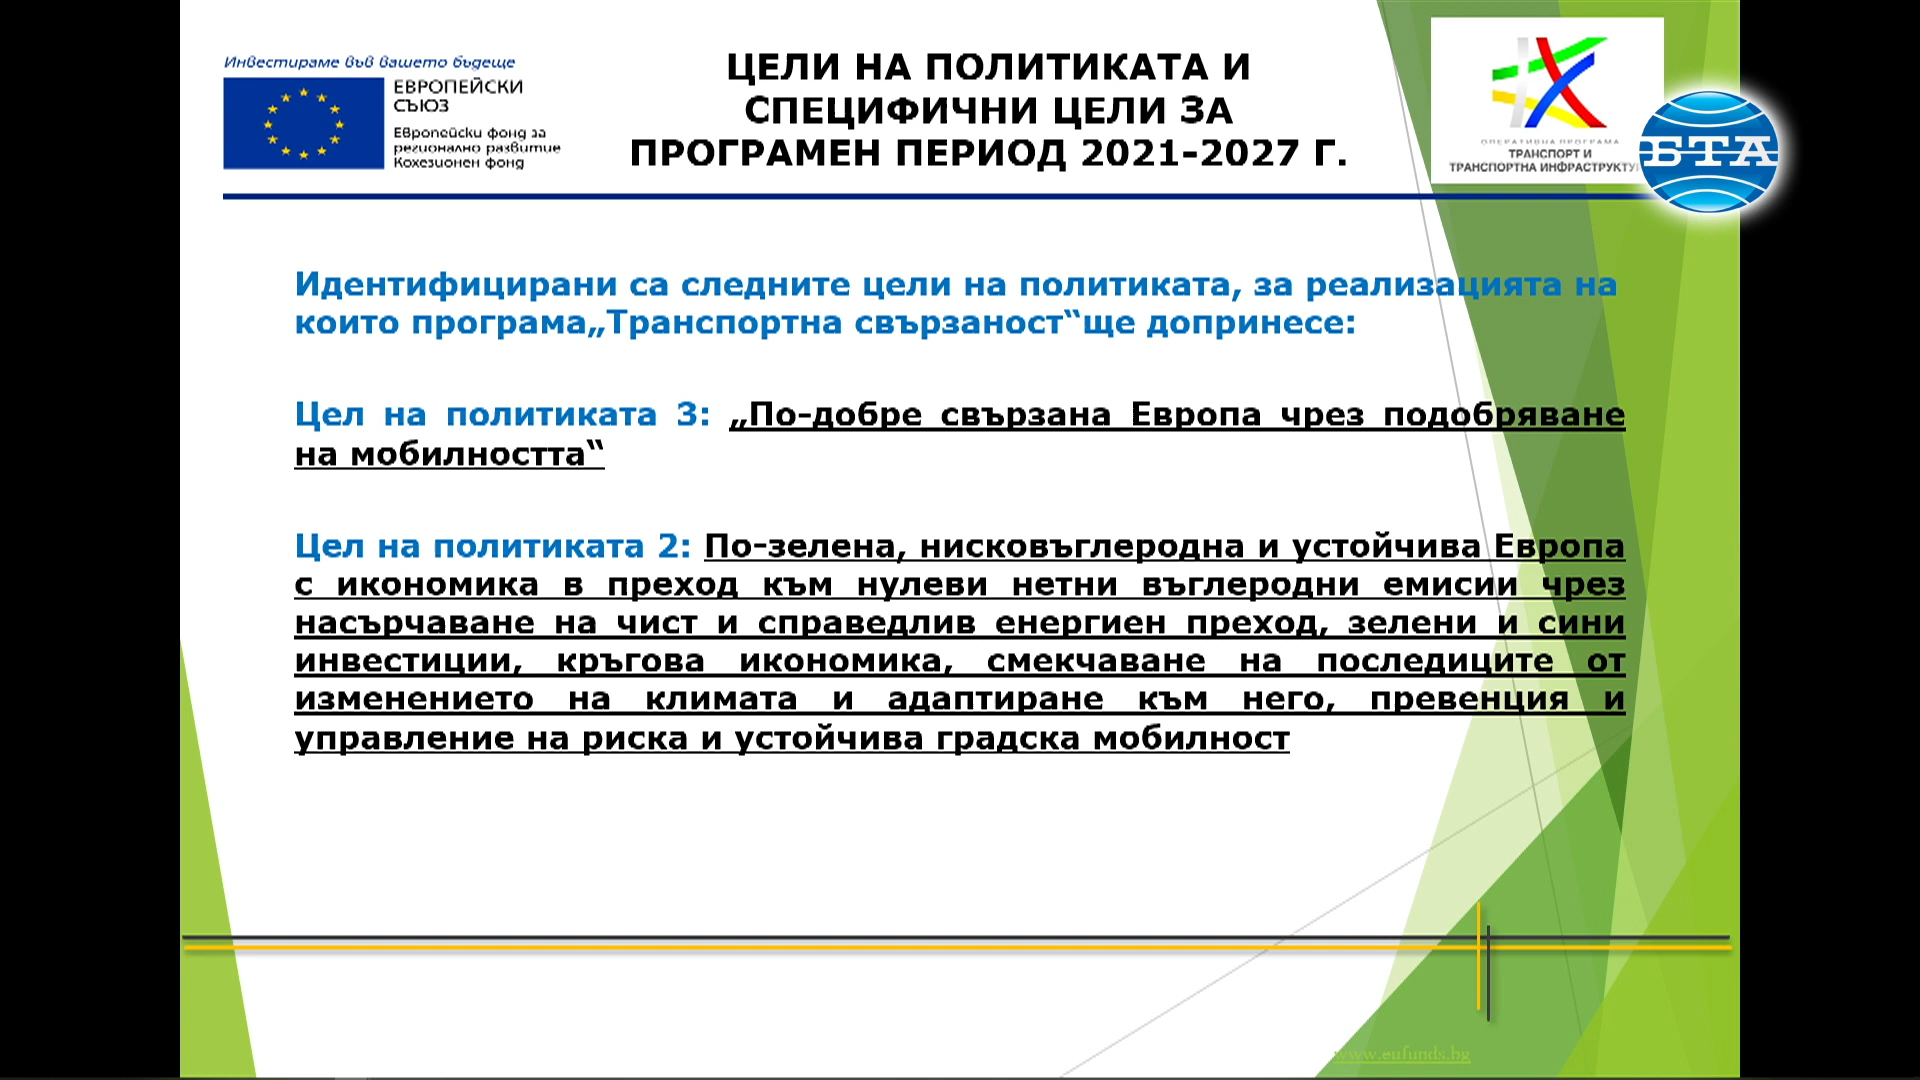 Инвестираме във вашето бъдеще
ЕВРОПЕЙСКИ
СЪЮЗ
Европейски фонд за
регионално развитие
Кохезионен фонд
ЦЕЛИ НА ПОЛИТИКАТА И
СПЕЦИФИЧНИ ЦЕЛИ ЗА
ПРОГРАМЕН ПЕРИОД 2021-2027 Г.
ОПЕРАТИВНА ПРОГРАМА
ТРАНСПОРТ И
ТРАНСПОРТНА ИНФРАСТРУКТУ
БТА
Идентифицирани са следните цели на политиката, за реализацията на
които програма„Транспортна свързаност“ще допринесе:
Цел на политиката 3: „По-добре свързана Европа чрез подобряване
на мобилността“
Цел на политиката 2: По-зелена, нисковъглеродна и устойчива Европа
с икономика в преход към нулеви нетни въглеродни емисии чрез
насърчаване на чист и справедлив енергиен преход, зелени и сини
инвестиции, кръгова икономика, смекчаване на последиците от
изменението на климата и адаптиране към него, превенция и
управление на риска и устойчива градска мобилност
www.eufunds.bg